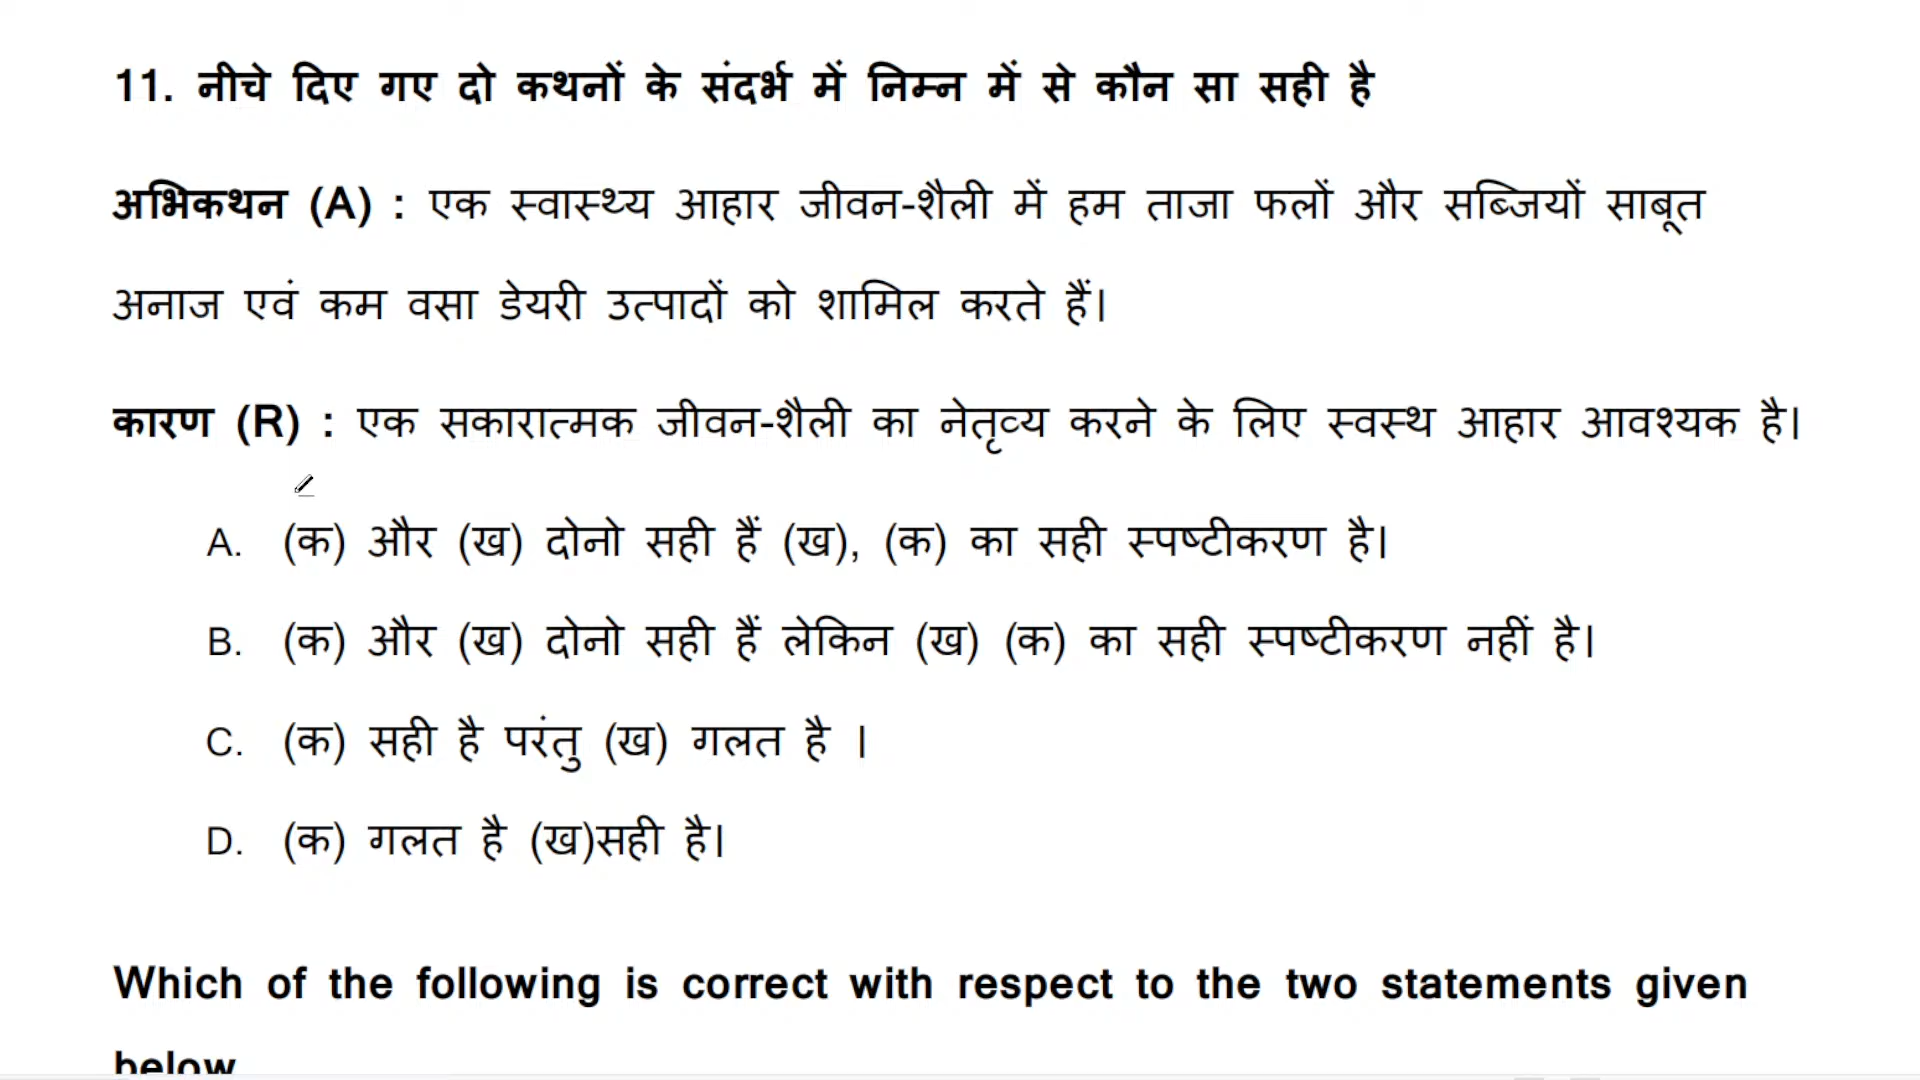 11. नीचे दिए गए दो कथनों के संदर्भ में निम्न में से कौन सा सही है
अभिकथन (A) : एक स्वास्थ्य आहार जीवन-शैली में हम ताजा फलों और सब्जियों साबूत
अनाज एवं कम वसा डेयरी उत्पादों को शामिल करते हैं।
कारण (R) : एक सकारात्मक जीवन-शैली का नेतृव्य करने के लिए स्वस्थ आहार आवश्यक है।
A. (क) और (ख) दोनो सही हैं (ख), (क) का सही स्पष्टीकरण है।
B. (क) और (ख) दोनो सही हैं लेकिन (ख) (क) का सही स्पष्टीकरण नहीं है।
C. (क) सही है परंतु (ख) गलत है ।
D. (क) गलत है (ख)सही है।
Which of the following is correct with respect to the two statements given
below